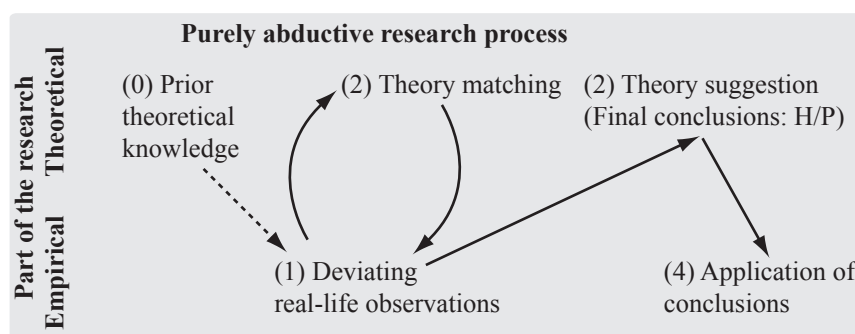 Purely abductive research process
Part of the research
Theoretical
Empirical
(0) Prior
theoretical
knowledge
(2) Theory matching
(2) Theory suggestion
(Final conclusions: H/P)
(1) Deviating
real-life observations
(4) Application of
conclusions